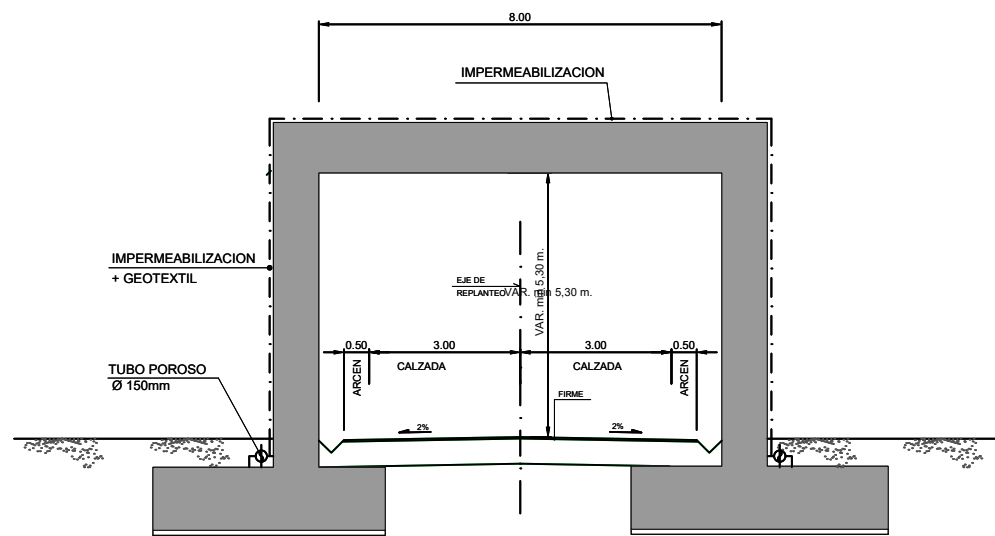 8.00
IMPERMEABILIZACION
IMPERMEABILIZACION
+ GEOTEXTIL
EJE DE
REPLANTEO
VAR. min 5,30 m.
VAR. min 5,30 m.
0.50
3.00
3.00
0.50
ARCEN
CALZADA
CALZADA
ARCEN
TUBO POROSO
Ø 150mm
FIRME
2%
2%